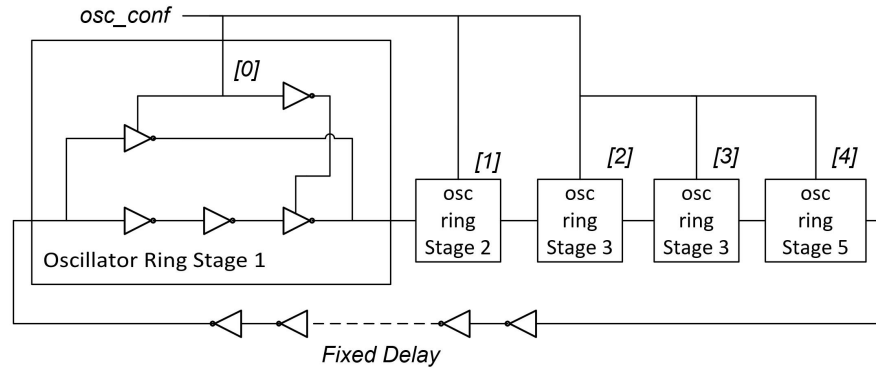 osc_conf
[0]
[1]
[2]
[3]
[4]
osc
ring
Stage 2
osc
ring
Stage 3
osc
ring
Stage 3
osc
ring
Stage 5
Oscillator Ring Stage 1
Fixed Delay